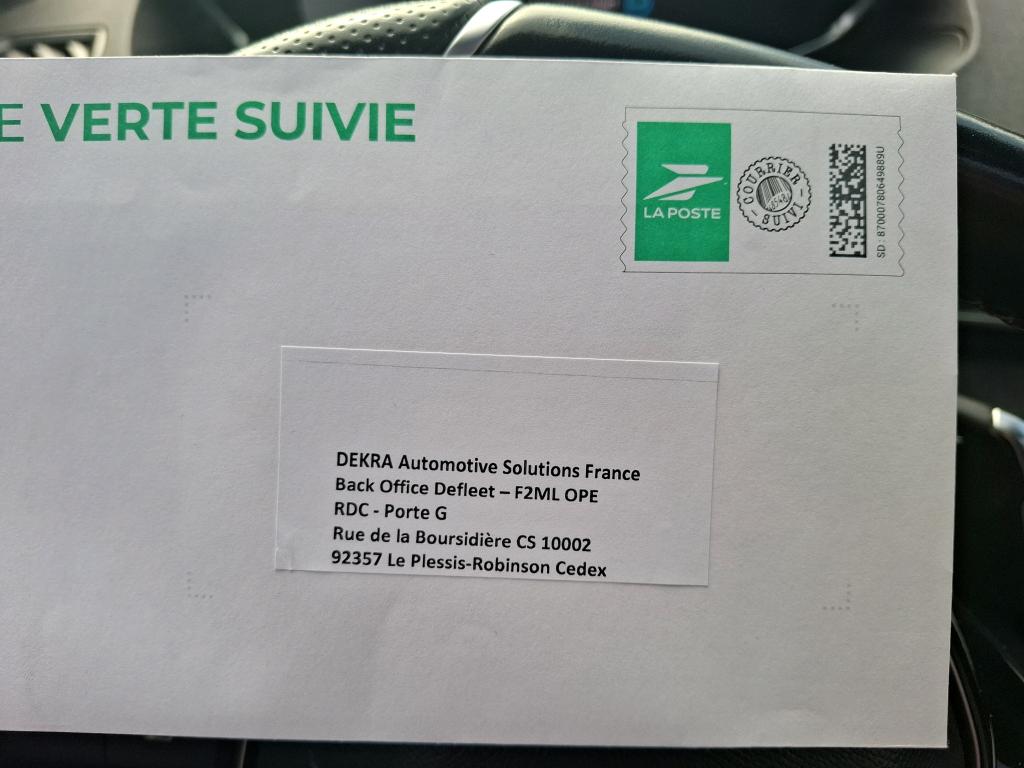 E VERTE SUIVIE
LA POSTE
COURRIER
SUIVI
SD : 87000780649889U
DEKRA Automotive Solutions France
Back Office Defleet – F2ML OPE
RDC - Porte G
Rue de la Boursidière CS 10002
92357 Le Plessis-Robinson Cedex